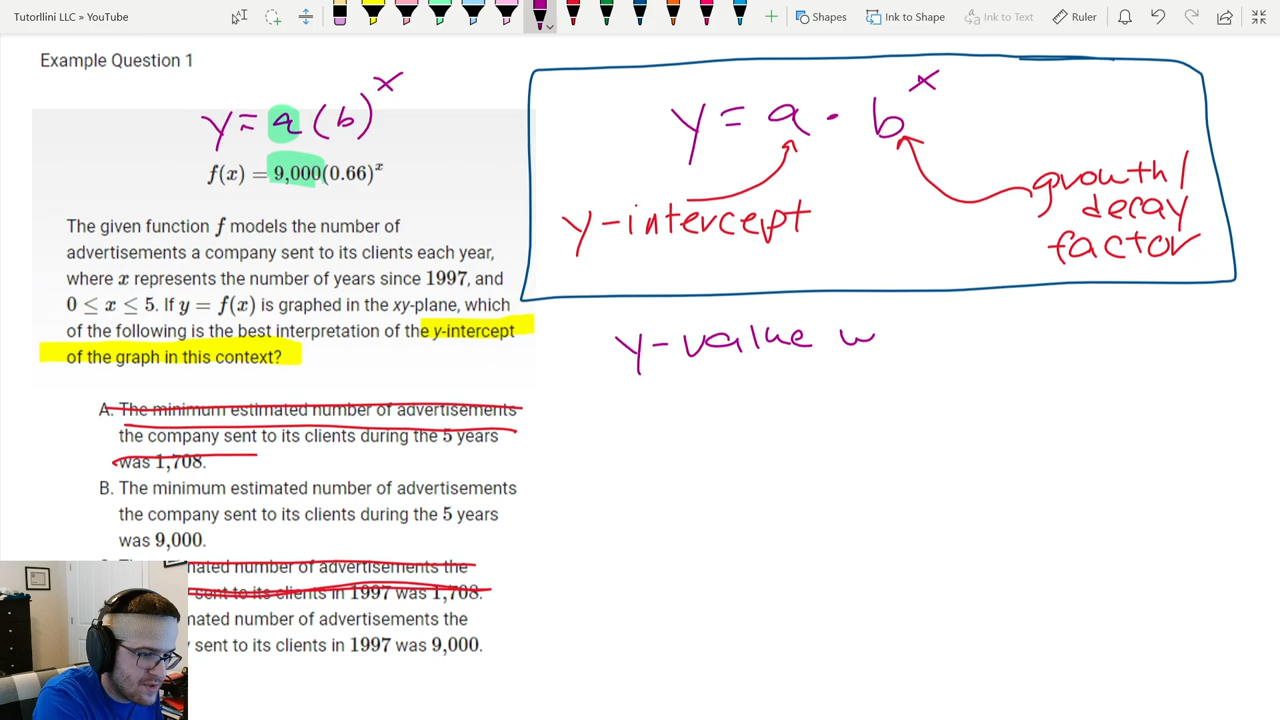 Tutorllini LLC » YouTube
Shapes
Ink to Shape
Ink to Text
Ruler
Example Question 1
y = a (b)^x
f(x) = 9,000(0.66)^x
The given function f models the number of
advertisements a company sent to its clients each year,
where x represents the number of years since 1997, and
0 ≤ x ≤ 5. If y = f(x) is graphed in the xy-plane, which
of the following is the best interpretation of the y-intercept
of the graph in this context?
A. The minimum estimated number of advertisements
the company sent to its clients during the 5 years
was 1,708.
B. The minimum estimated number of advertisements
the company sent to its clients during the 5 years
was 9,000.
number of advertisements the
sent to its clients in 1997 was 1,708.
number of advertisements the
sent to its clients in 1997 was 9,000.
y = a · b^x
y-intercept
growth/
decay
factor
y-value w